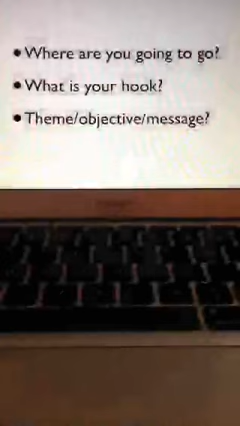 • Where are you going to go?
• What is your hook?
• Theme/objective/message?